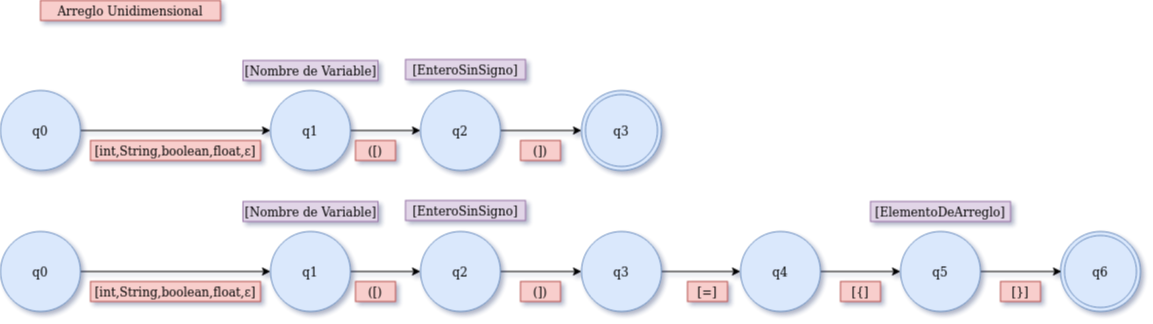 Arreglo Unidimensional
[Nombre de Variable] [EnteroSinSigno]
q0 q1 q2 q3
[int,String,boolean,float,ε] ([) (])
[Nombre de Variable] [EnteroSinSigno] [ElementoDeArreglo]
q0 q1 q2 q3 q4 q5 q6
[int,String,boolean,float,ε] ([) (]) [=] [{] [}]